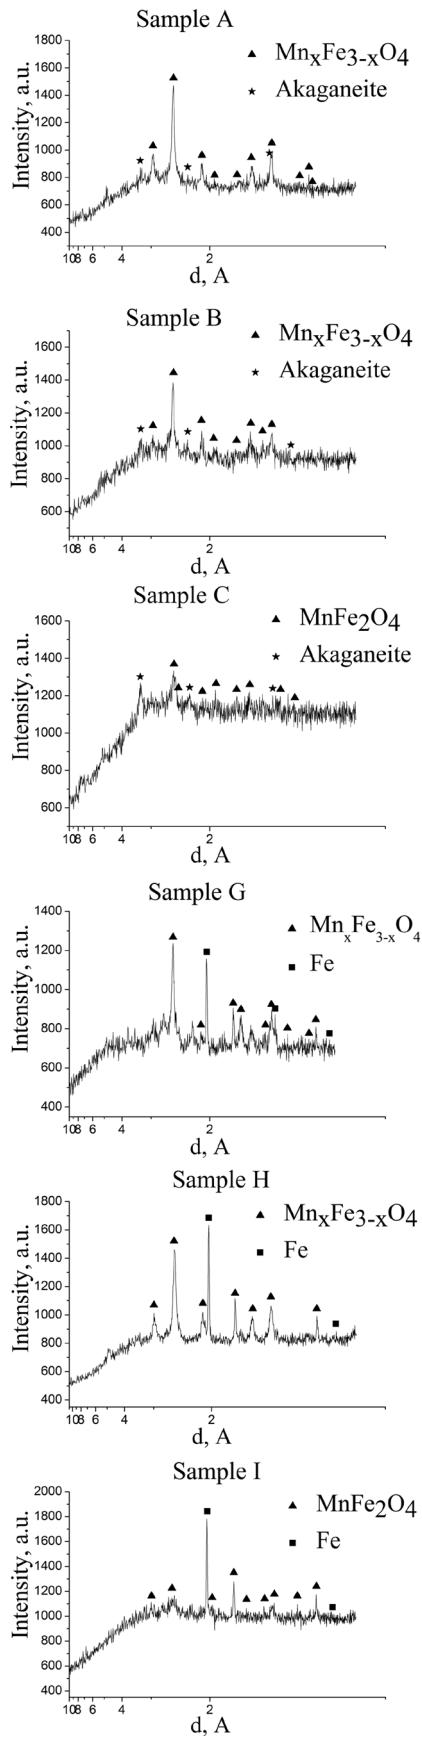 Sample A
MnxFe3-xO4
Akaganeite
Intensity, a.u.
1800
1600
1400
1200
1000
800
600
400
10 8 6 4 2
d, A
Sample B
MnxFe3-xO4
Akaganeite
Intensity, a.u.
1600
1400
1200
1000
800
600
10 8 6 4 2
d, A
Sample C
MnFe2O4
Akaganeite
Intensity, a.u.
1600
1400
1200
1000
800
600
10 8 6 4 2
d, A
Sample G
MnxFe3-xO4
Fe
Intensity, a.u.
1400
1200
1000
800
600
400
10 8 6 4 2
d, A
Sample H
MnxFe3-xO4
Fe
Intensity, a.u.
1800
1600
1400
1200
1000
800
600
400
10 8 6 4 2
d, A
Sample I
MnFe2O4
Fe
Intensity, a.u.
2000
1800
1600
1400
1200
1000
800
600
400
10 8 6 4 2
d, A